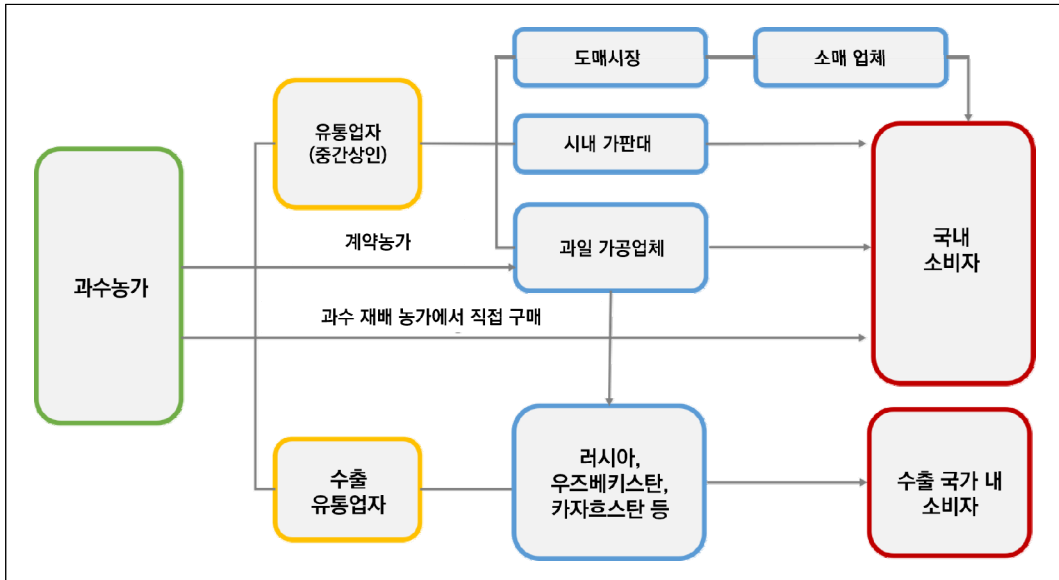 도매시장
소매 업체
유통업자
(중간상인)
시내 가판대
계약농가
과일 가공업체
국내
소비자
과수농가
과수 재배 농가에서 직접 구매
수출
유통업자
러시아,
우즈베키스탄,
카자흐스탄 등
수출 국가 내
소비자